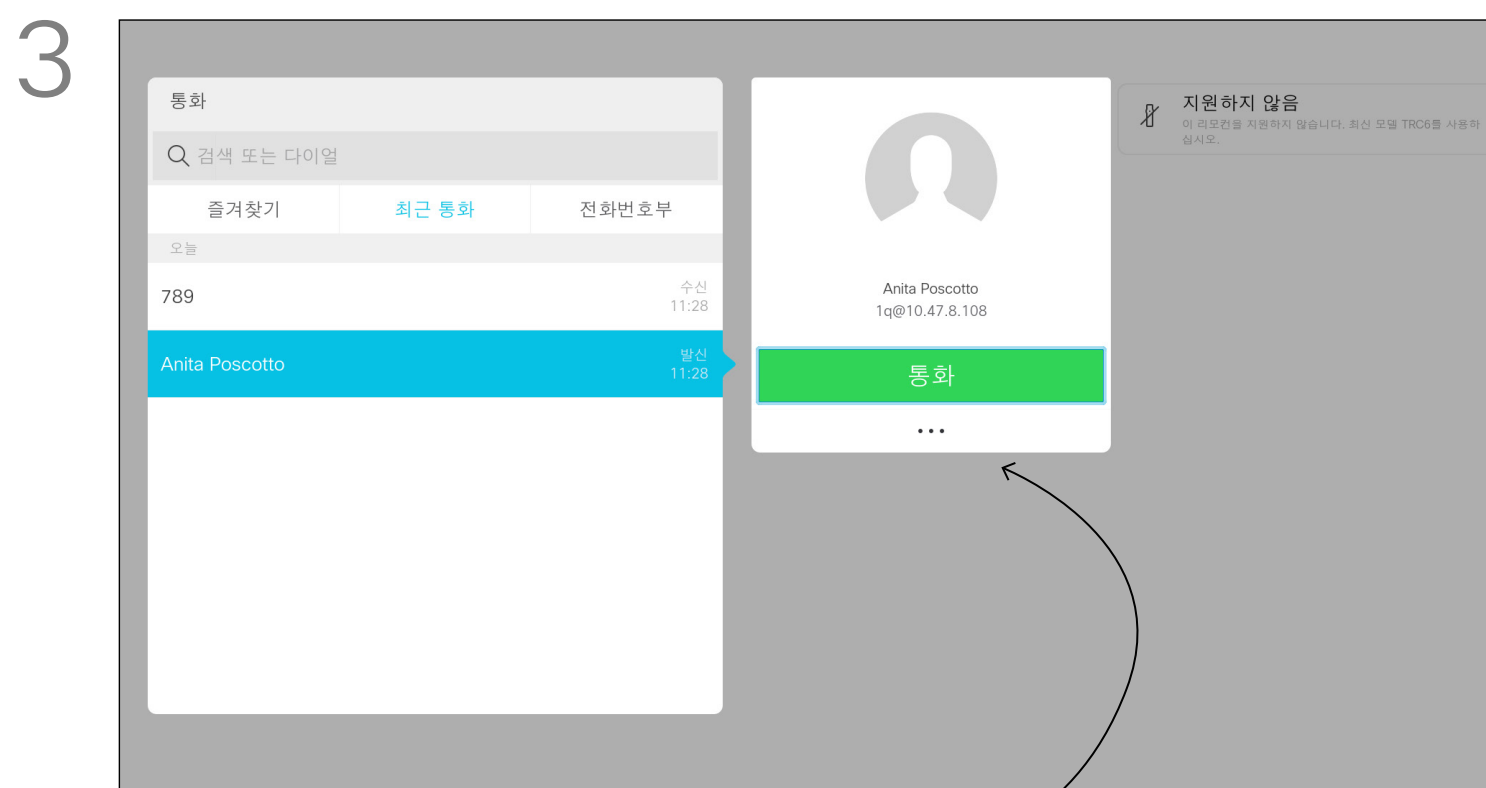 3
통화
검색 또는 다이얼
즐겨찾기
최근 통화
전화번호부
오늘
789
수신
11:28
Anita Poscotto
발신
11:28
Anita Poscotto
1q@10.47.8.108
통화
지원하지 않음
이 리모컨을 지원하지 않습니다. 최신 모델 TRC6를 사용하
십시오.